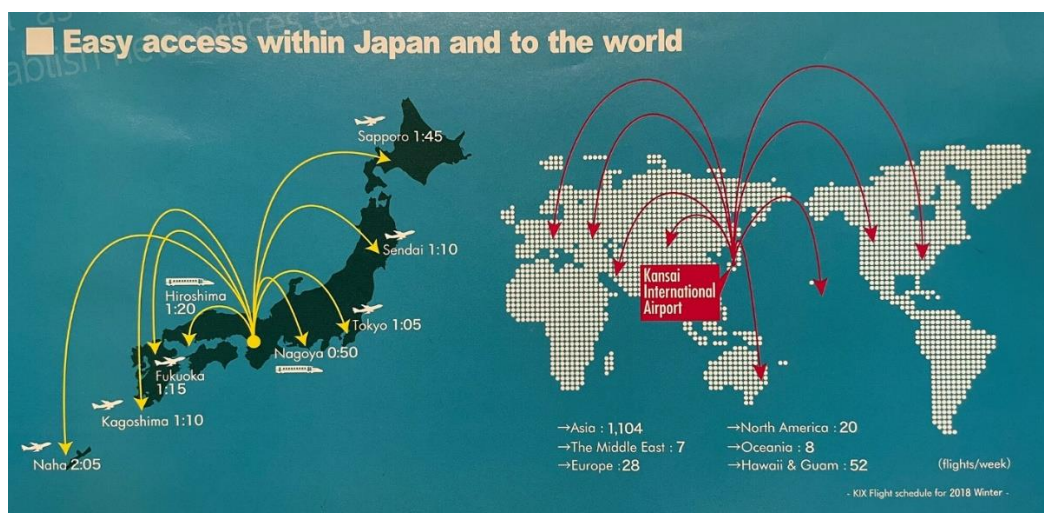 Easy access within Japan and to the world
Sapporo 1:45
Sendai 1:10
Hiroshima
1:20
Tokyo 1:05
Nagoya 0:50
Fukuoka
1:15
Kagoshima 1:10
Naha 2:05
Kansai
International
Airport
→Asia : 1,104
→The Middle East : 7
→Europe : 28
→North America : 20
→Oceania : 8
→Hawaii & Guam : 52
(flights/week)
- KIX Flight schedule for 2018 Winter -